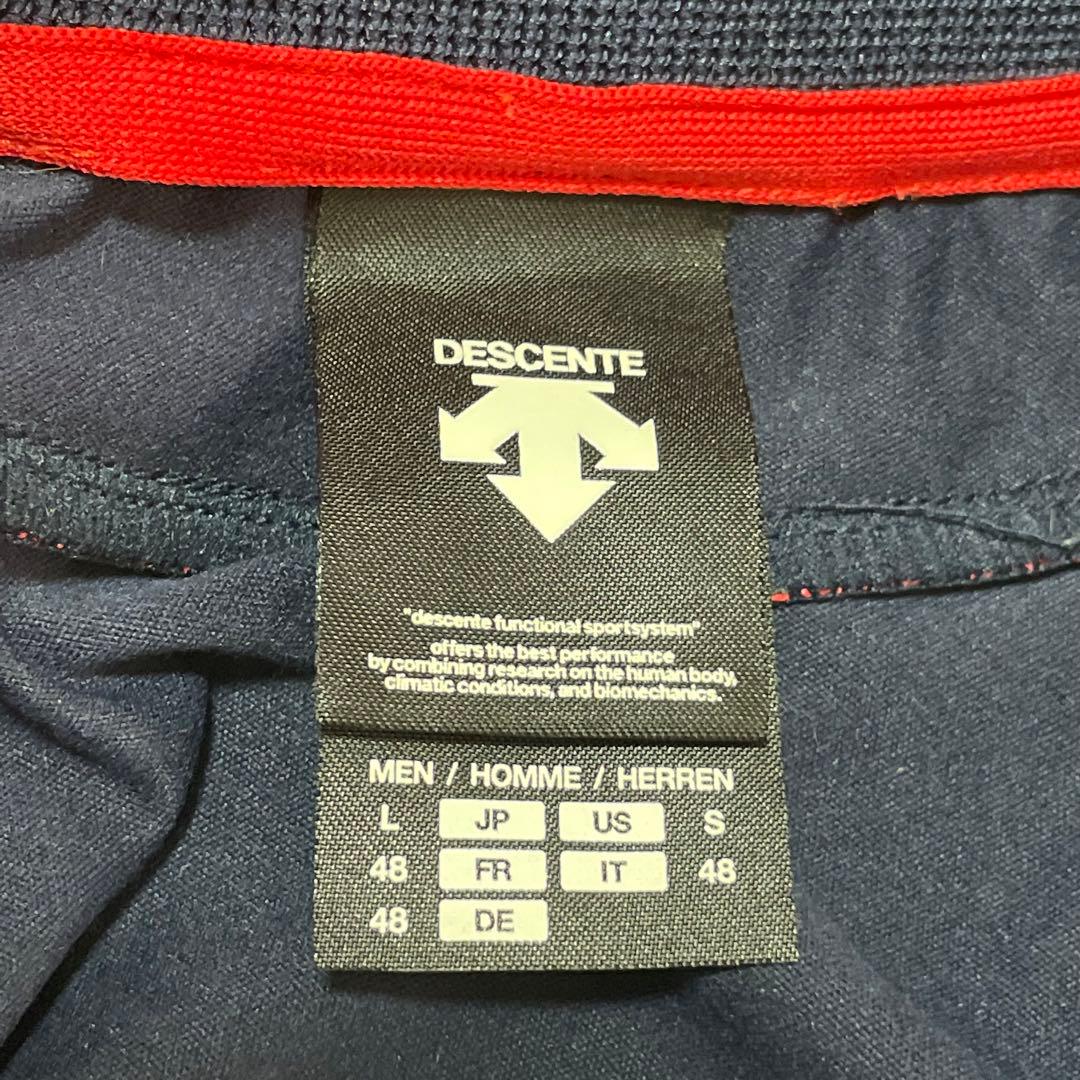 DESCENTE
"descente functional sportsystem"
offers the best performance
by combining research on the human body,
climatic conditions, and biomechanics.
MEN / HOMME / HERREN
L JP US S
48 FR IT 48
48 DE